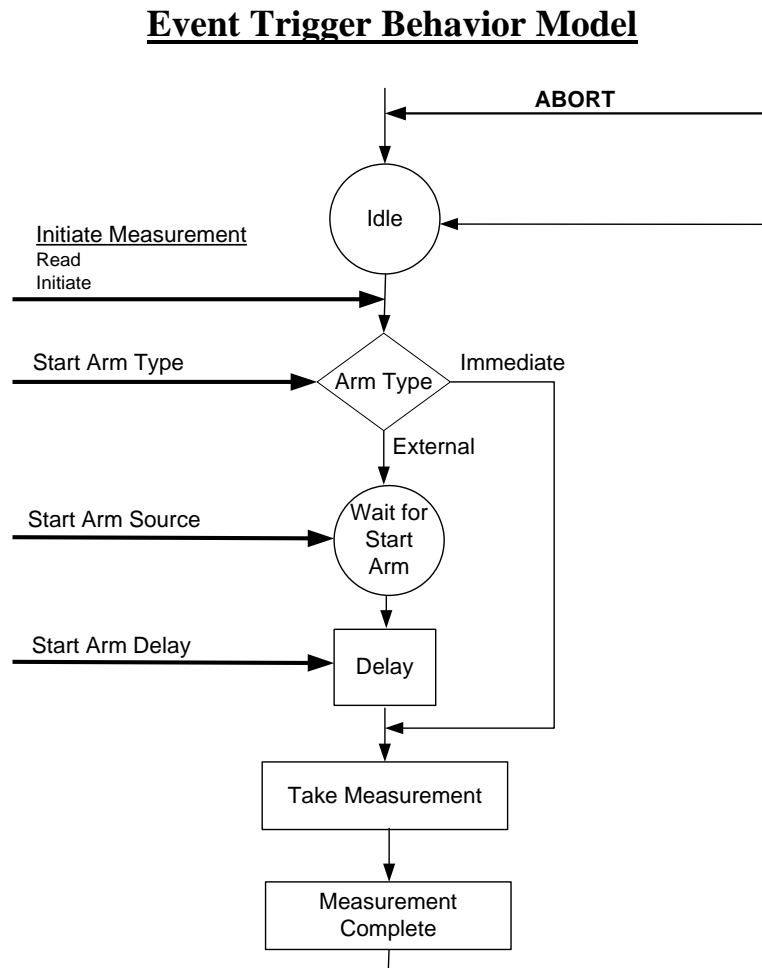 Event Trigger Behavior Model
ABORT
Idle
Initiate Measurement
Read
Initiate
Start Arm Type
Arm Type
Immediate
External
Start Arm Source
Wait for
Start
Arm
Start Arm Delay
Delay
Take Measurement
Measurement
Complete